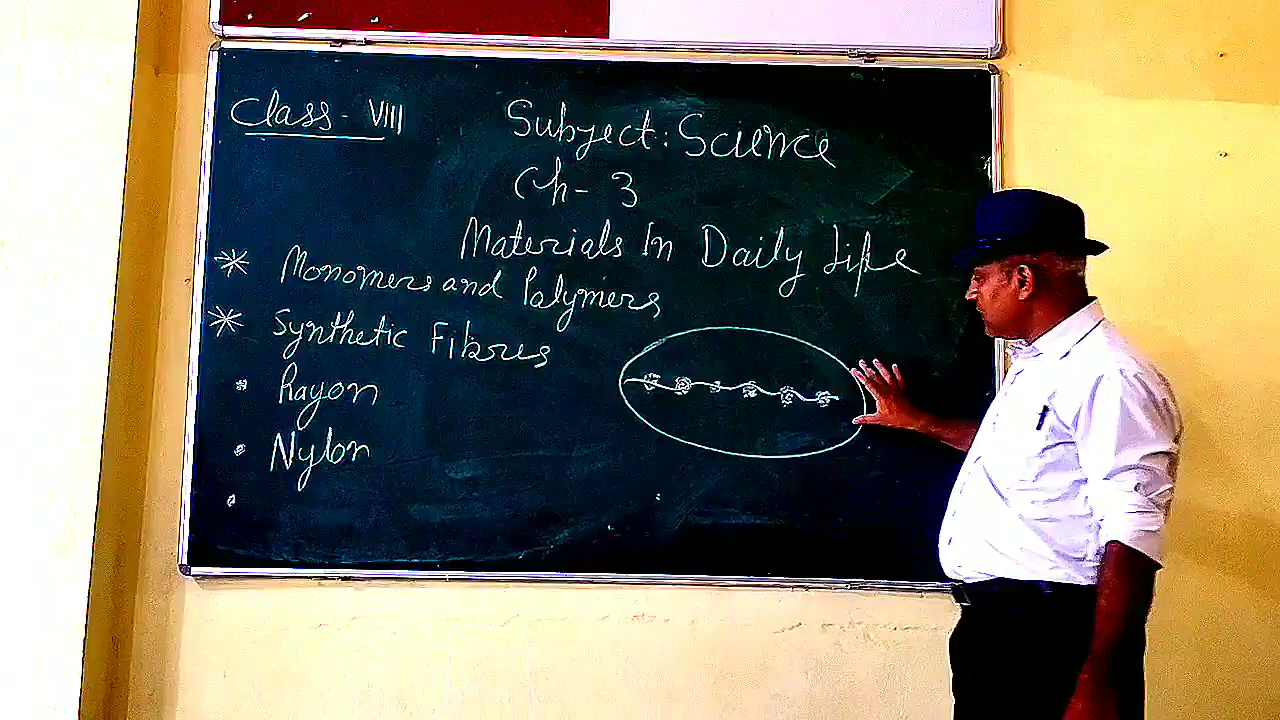 Class - VIII
Subject: Science
Ch - 3
Materials In Daily Life
* Monomers and Polymers
* Synthetic Fibres
• Rayon
• Nylon
•